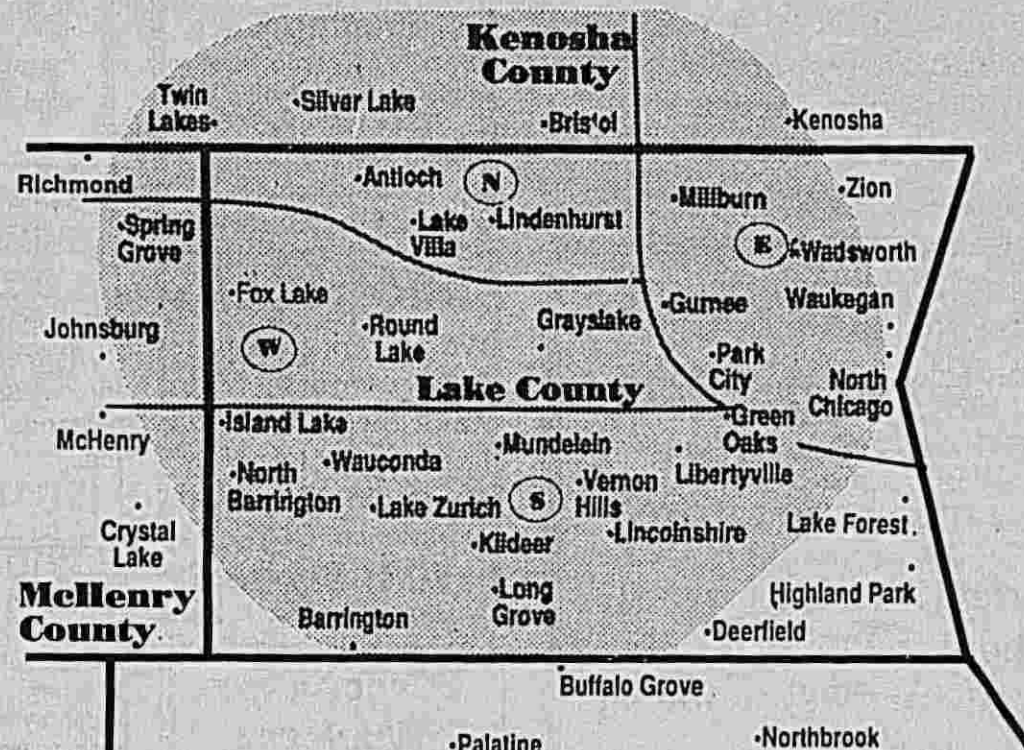 Kenosha
County
Twin
Lakes
Silver Lake
Bristol
Kenosha
Richmond
Antioch
N
Millburn
Zion
Spring
Grove
Lake
Villa
Lindenhurst
E
Wadsworth
Fox Lake
Gurnee
Waukegan
Johnsburg
W
Round
Lake
Grayslake
Park
City
North
Chicago
Lake County
McHenry
Island Lake
Green
Oaks
Mundelein
Wauconda
North
Barrington
Vernon
Hills
Libertyville
Lake Zurich
S
Crystal
Lake
Kildeer
Lincolnshire
Lake Forest
McHenry
County
Long
Grove
Highland Park
Barrington
Deerfield
Buffalo Grove
Palatine
Northbrook